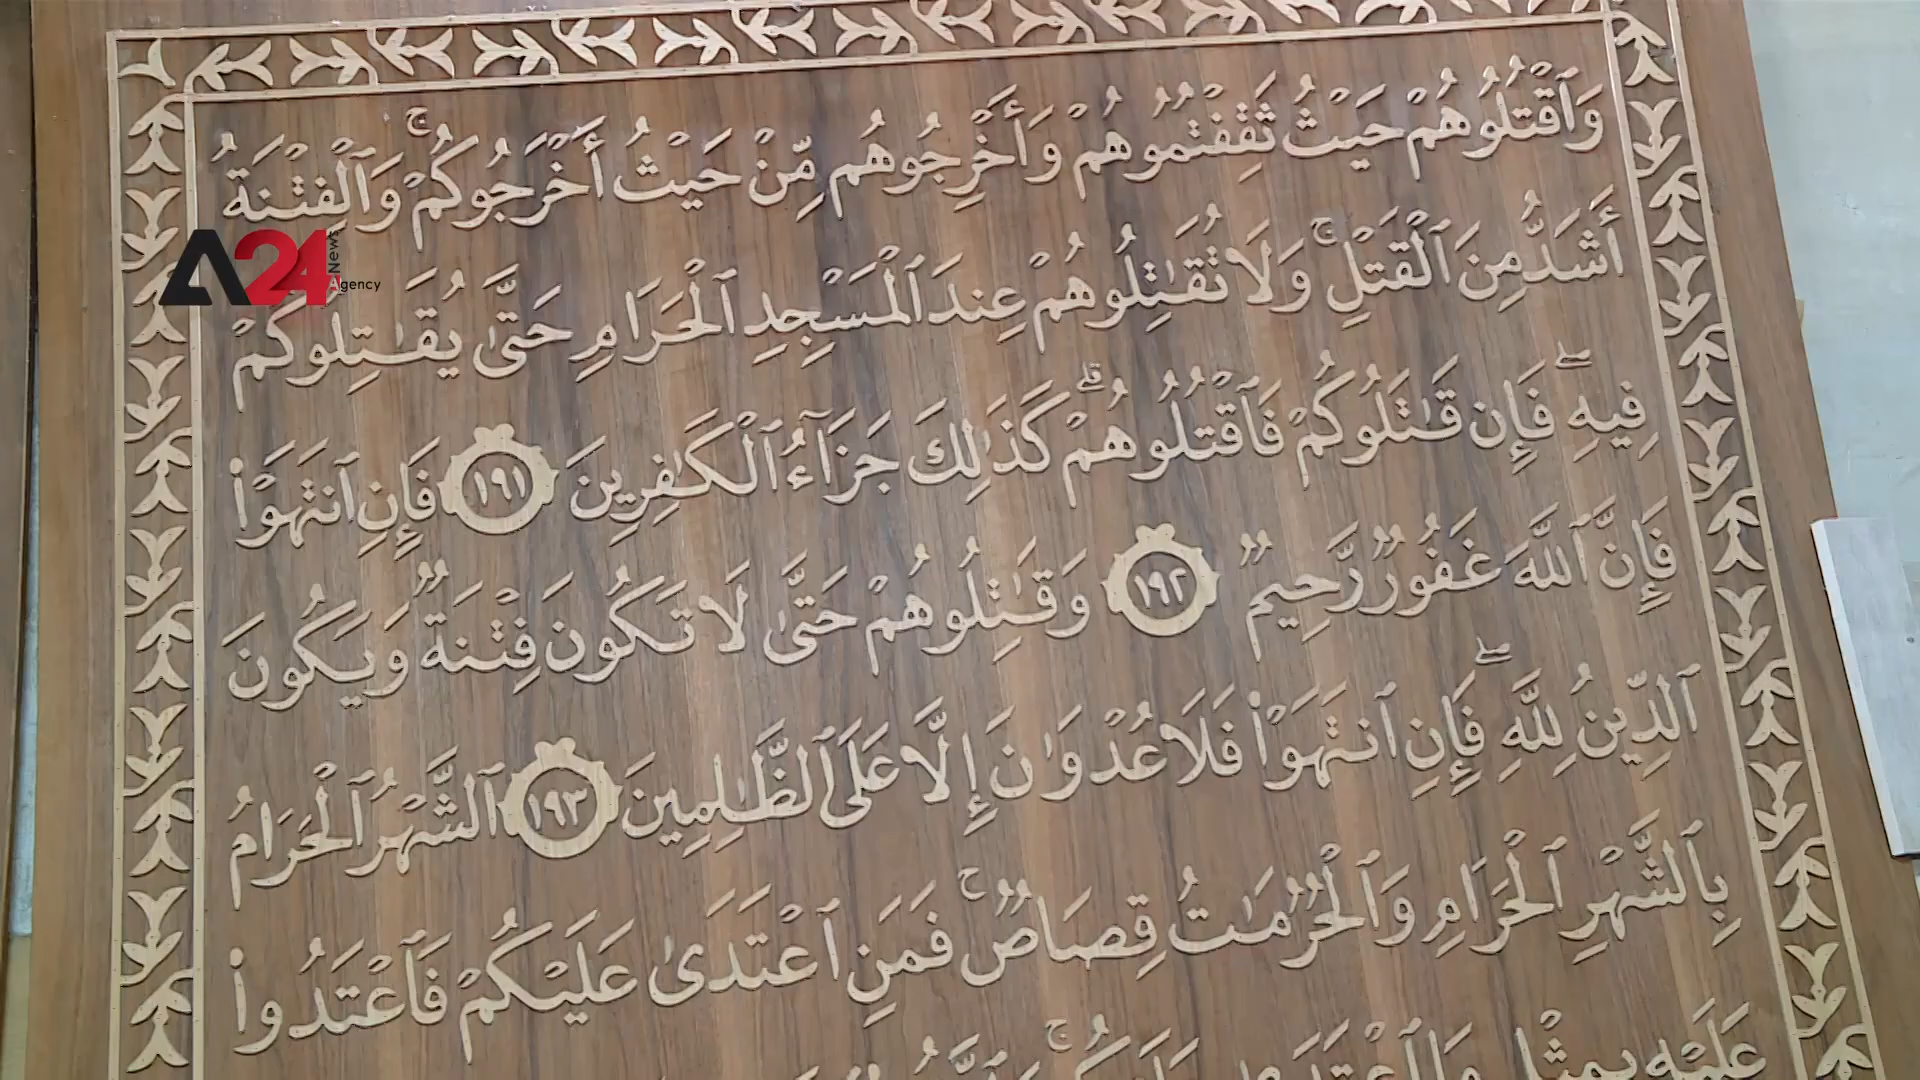 وَٱقْتُلُوهُمْ حَيْثُ ثَقِفْتُمُوهُمْ وَأَخْرِجُوهُم مِّنْ حَيْثُ أَخْرَجُوكُمْ ۚ وَٱلْفِتْنَةُ
أَشَدُّ مِنَ ٱلْقَتْلِ ۚ وَلَا تُقَـٰتِلُوهُمْ عِندَ ٱلْمَسْجِدِ ٱلْحَرَامِ حَتَّىٰ يُقَـٰتِلُوكُمْ
فِيهِ ۖ فَإِن قَـٰتَلُوكُمْ فَٱقْتُلُوهُمْ ۗ كَذَٰلِكَ جَزَآءُ ٱلْكَـٰفِرِينَ ١٩١ فَإِنِ ٱنتَهَوْا۟
فَإِنَّ ٱللَّهَ غَفُورٌ رَّحِيمٌ ١٩٢ وَقَـٰتِلُوهُمْ حَتَّىٰ لَا تَكُونَ فِتْنَةٌ وَيَكُونَ
ٱلدِّينُ لِلَّهِ ۖ فَإِنِ ٱنتَهَوْا۟ فَلَا عُدْوَٰنَ إِلَّا عَلَى ٱلظَّـٰلِمِينَ ١٩٣ ٱلشَّهْرُ ٱلْحَرَامُ
بِٱلشَّهْرِ ٱلْحَرَامِ وَٱلْحُرُمَـٰتُ قِصَاصٌ ۚ فَمَنِ ٱعْتَدَىٰ عَلَيْكُمْ فَٱعْتَدُوا۟
عَلَيْهِ بِمِثْلِ
A24 News Agency